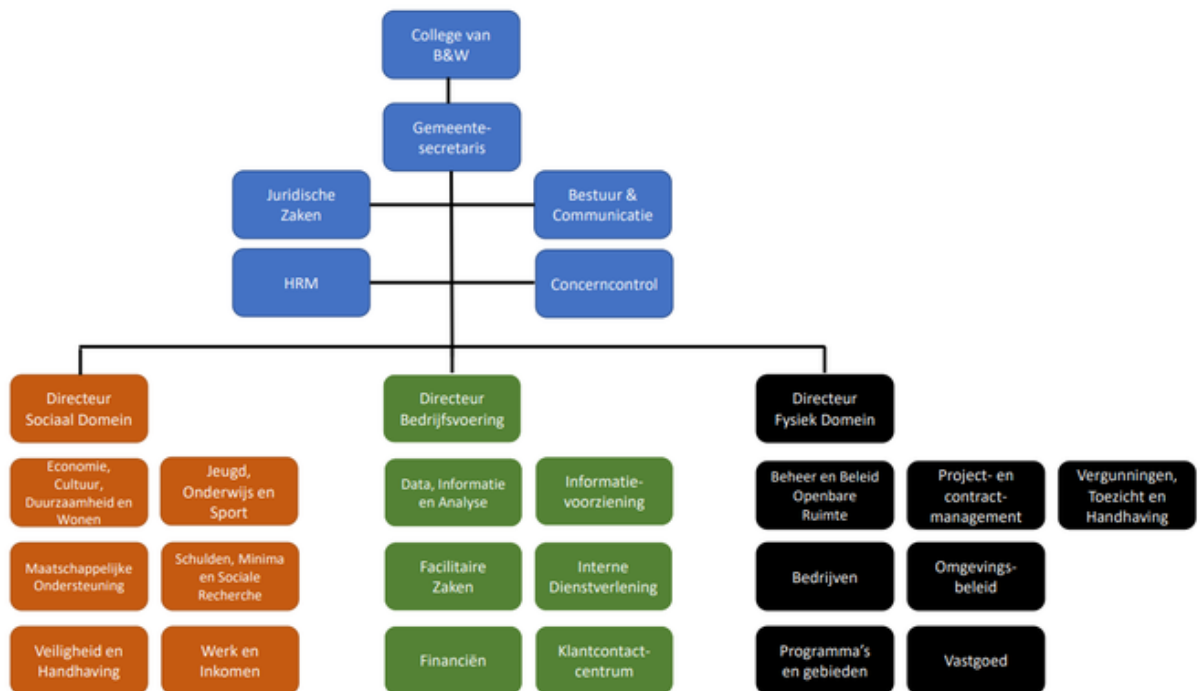 College van
B&W
Gemeente-
secretaris
Juridische
Zaken
Bestuur &
Communicatie
HRM
Concerncontrol
Directeur
Sociaal Domein
Directeur
Bedrijfsvoering
Directeur
Fysiek Domein
Economie,
Cultuur,
Duurzaamheid en
Wonen
Jeugd,
Onderwijs en
Sport
Data, Informatie
en Analyse
Informatie-
voorziening
Beheer en Beleid
Openbare
Ruimte
Project- en
contract-
management
Vergunningen,
Toezicht en
Handhaving
Maatschappelijke
Ondersteuning
Schulden, Minima
en Sociale
Recherche
Facilitaire
Zaken
Interne
Dienstverlening
Bedrijven
Omgevings-
beleid
Veiligheid en
Handhaving
Werk en
Inkomen
Financiën
Klantcontact-
centrum
Programma's
en gebieden
Vastgoed